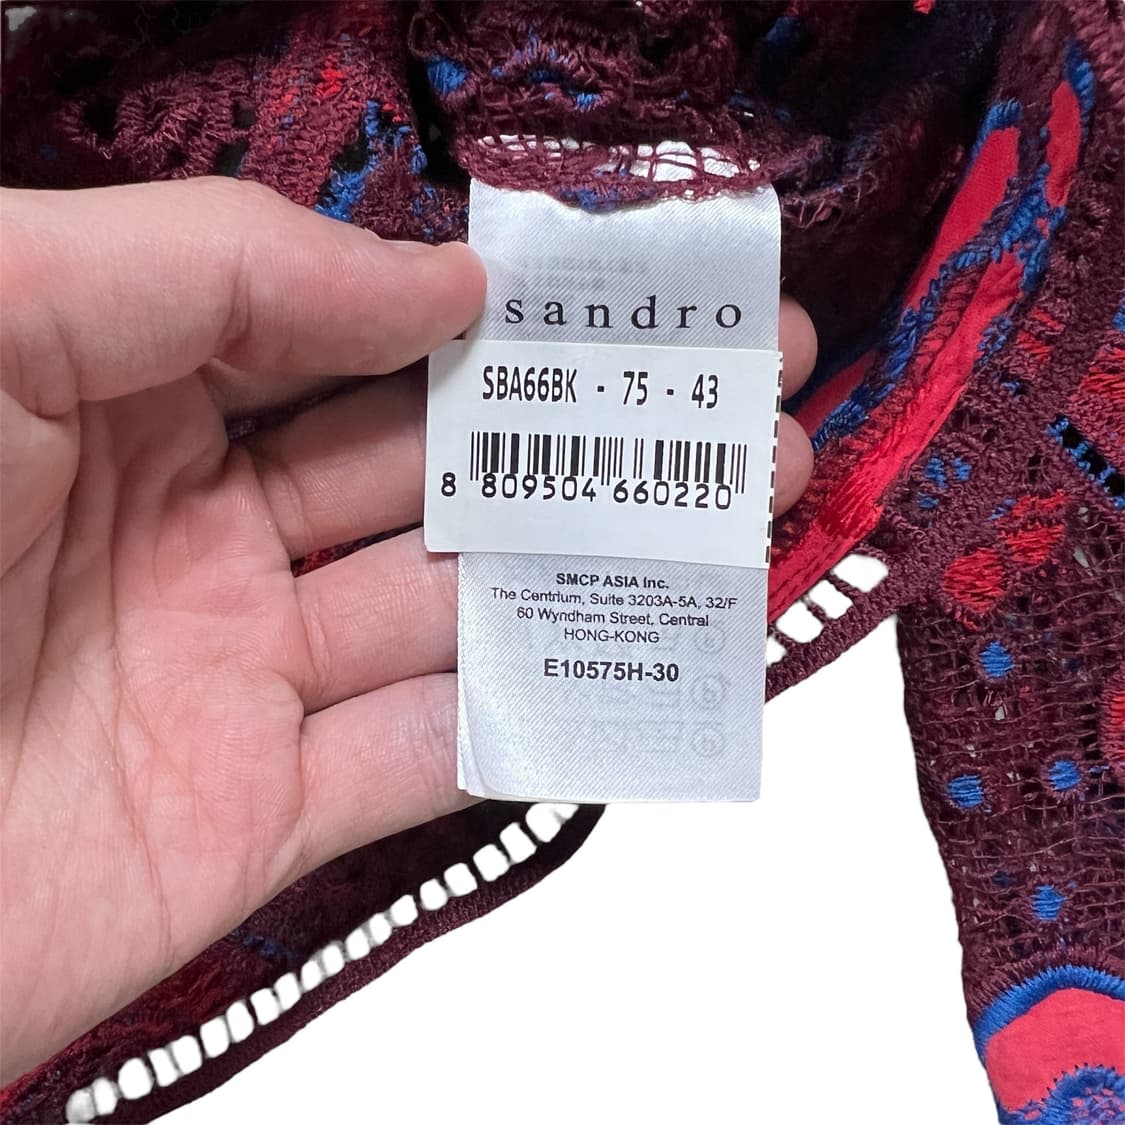 sandro
SBA66BK - 75 - 43
8 809504 660220
SMCP ASIA Inc.
The Centrium, Suite 3203A-5A, 32/F
60 Wyndham Street, Central
HONG-KONG
E10575H-30